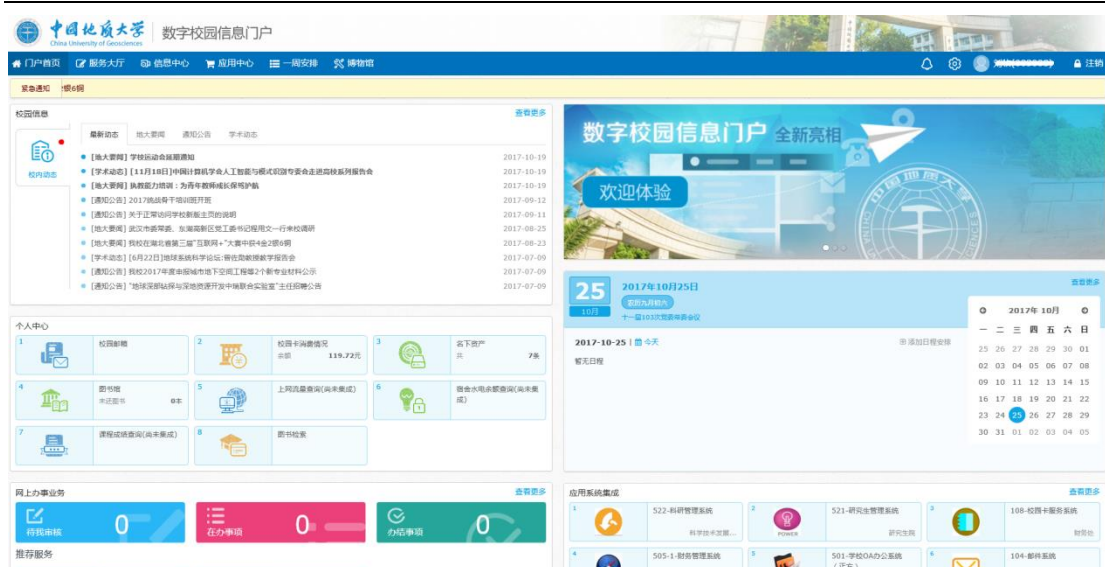 中国地质大学
China University of Geosciences
数字校园信息门户
门户首页 服务大厅 信息中心 应用中心 一周安排 博物馆
注销
紧急通知 银6铜
校园信息 查看更多
校内动态
最新动态 地大要闻 通知公告 学术动态
[地大要闻] 学校运动会延期通知 2017-10-19
[学术动态] [11月18日]中国计算机学会人工智能与模式识别专委会走进高校系列报告会 2017-10-19
[地大要闻] 执教能力培训：为青年教师成长保驾护航 2017-10-19
[通知公告] 2017挑战骨干培训班开班 2017-09-12
[通知公告] 关于正常访问学校新版主页的说明 2017-09-11
[地大要闻] 武汉市委常委、东湖高新区党工委书记程用文一行来校调研 2017-08-25
[地大要闻] 我校在湖北省第三届"互联网+"大赛中获4金2银6铜 2017-08-23
[学术动态] [6月22日]地球系统科学论坛:曾佐勋教授教学报告会 2017-07-09
[通知公告] 我校2017年度申报城市地下空间工程等2个新专业材料公示 2017-07-09
[通知公告] "地球深部钻探与深地资源开发中瑞联合实验室"主任招聘公告 2017-07-09
数字校园信息门户 全新亮相
欢迎体验
25
10月
2017年10月25日
农历九月初六
查看更多
2017-10-25 | 今天 添加日程安排
暂无日程
2017年 10月
一 二 三 四 五 六 日
25 26 27 28 29 30 01
02 03 04 05 06 07 08
09 10 11 12 13 14 15
16 17 18 19 20 21 22
23 24 25 26 27 28 29
30 31 01 02 03 04 05
个人中心
1 校园邮箱
2 校园卡消费情况
余额 119.72元
3 名下资产
共 7条
4 图书馆
未还图书 0本
5 上网流量查询(尚未集成)
6 宿舍水电余额查询(尚未集成)
7 课程成绩查询(尚未集成)
8 图书检索
网上办事业务 查看更多
待我审核 0
在办事项 0
办结事项 0
推荐服务
应用系统集成 查看更多
1 522-科研管理系统
科学技术发展...
2 521-研究生管理系统
POWER
研究生院
3 108-校园卡服务系统
财务处
4 505-1-财务管理系统
5 501-学校OA办公系统(正方)
6 104-邮件系统